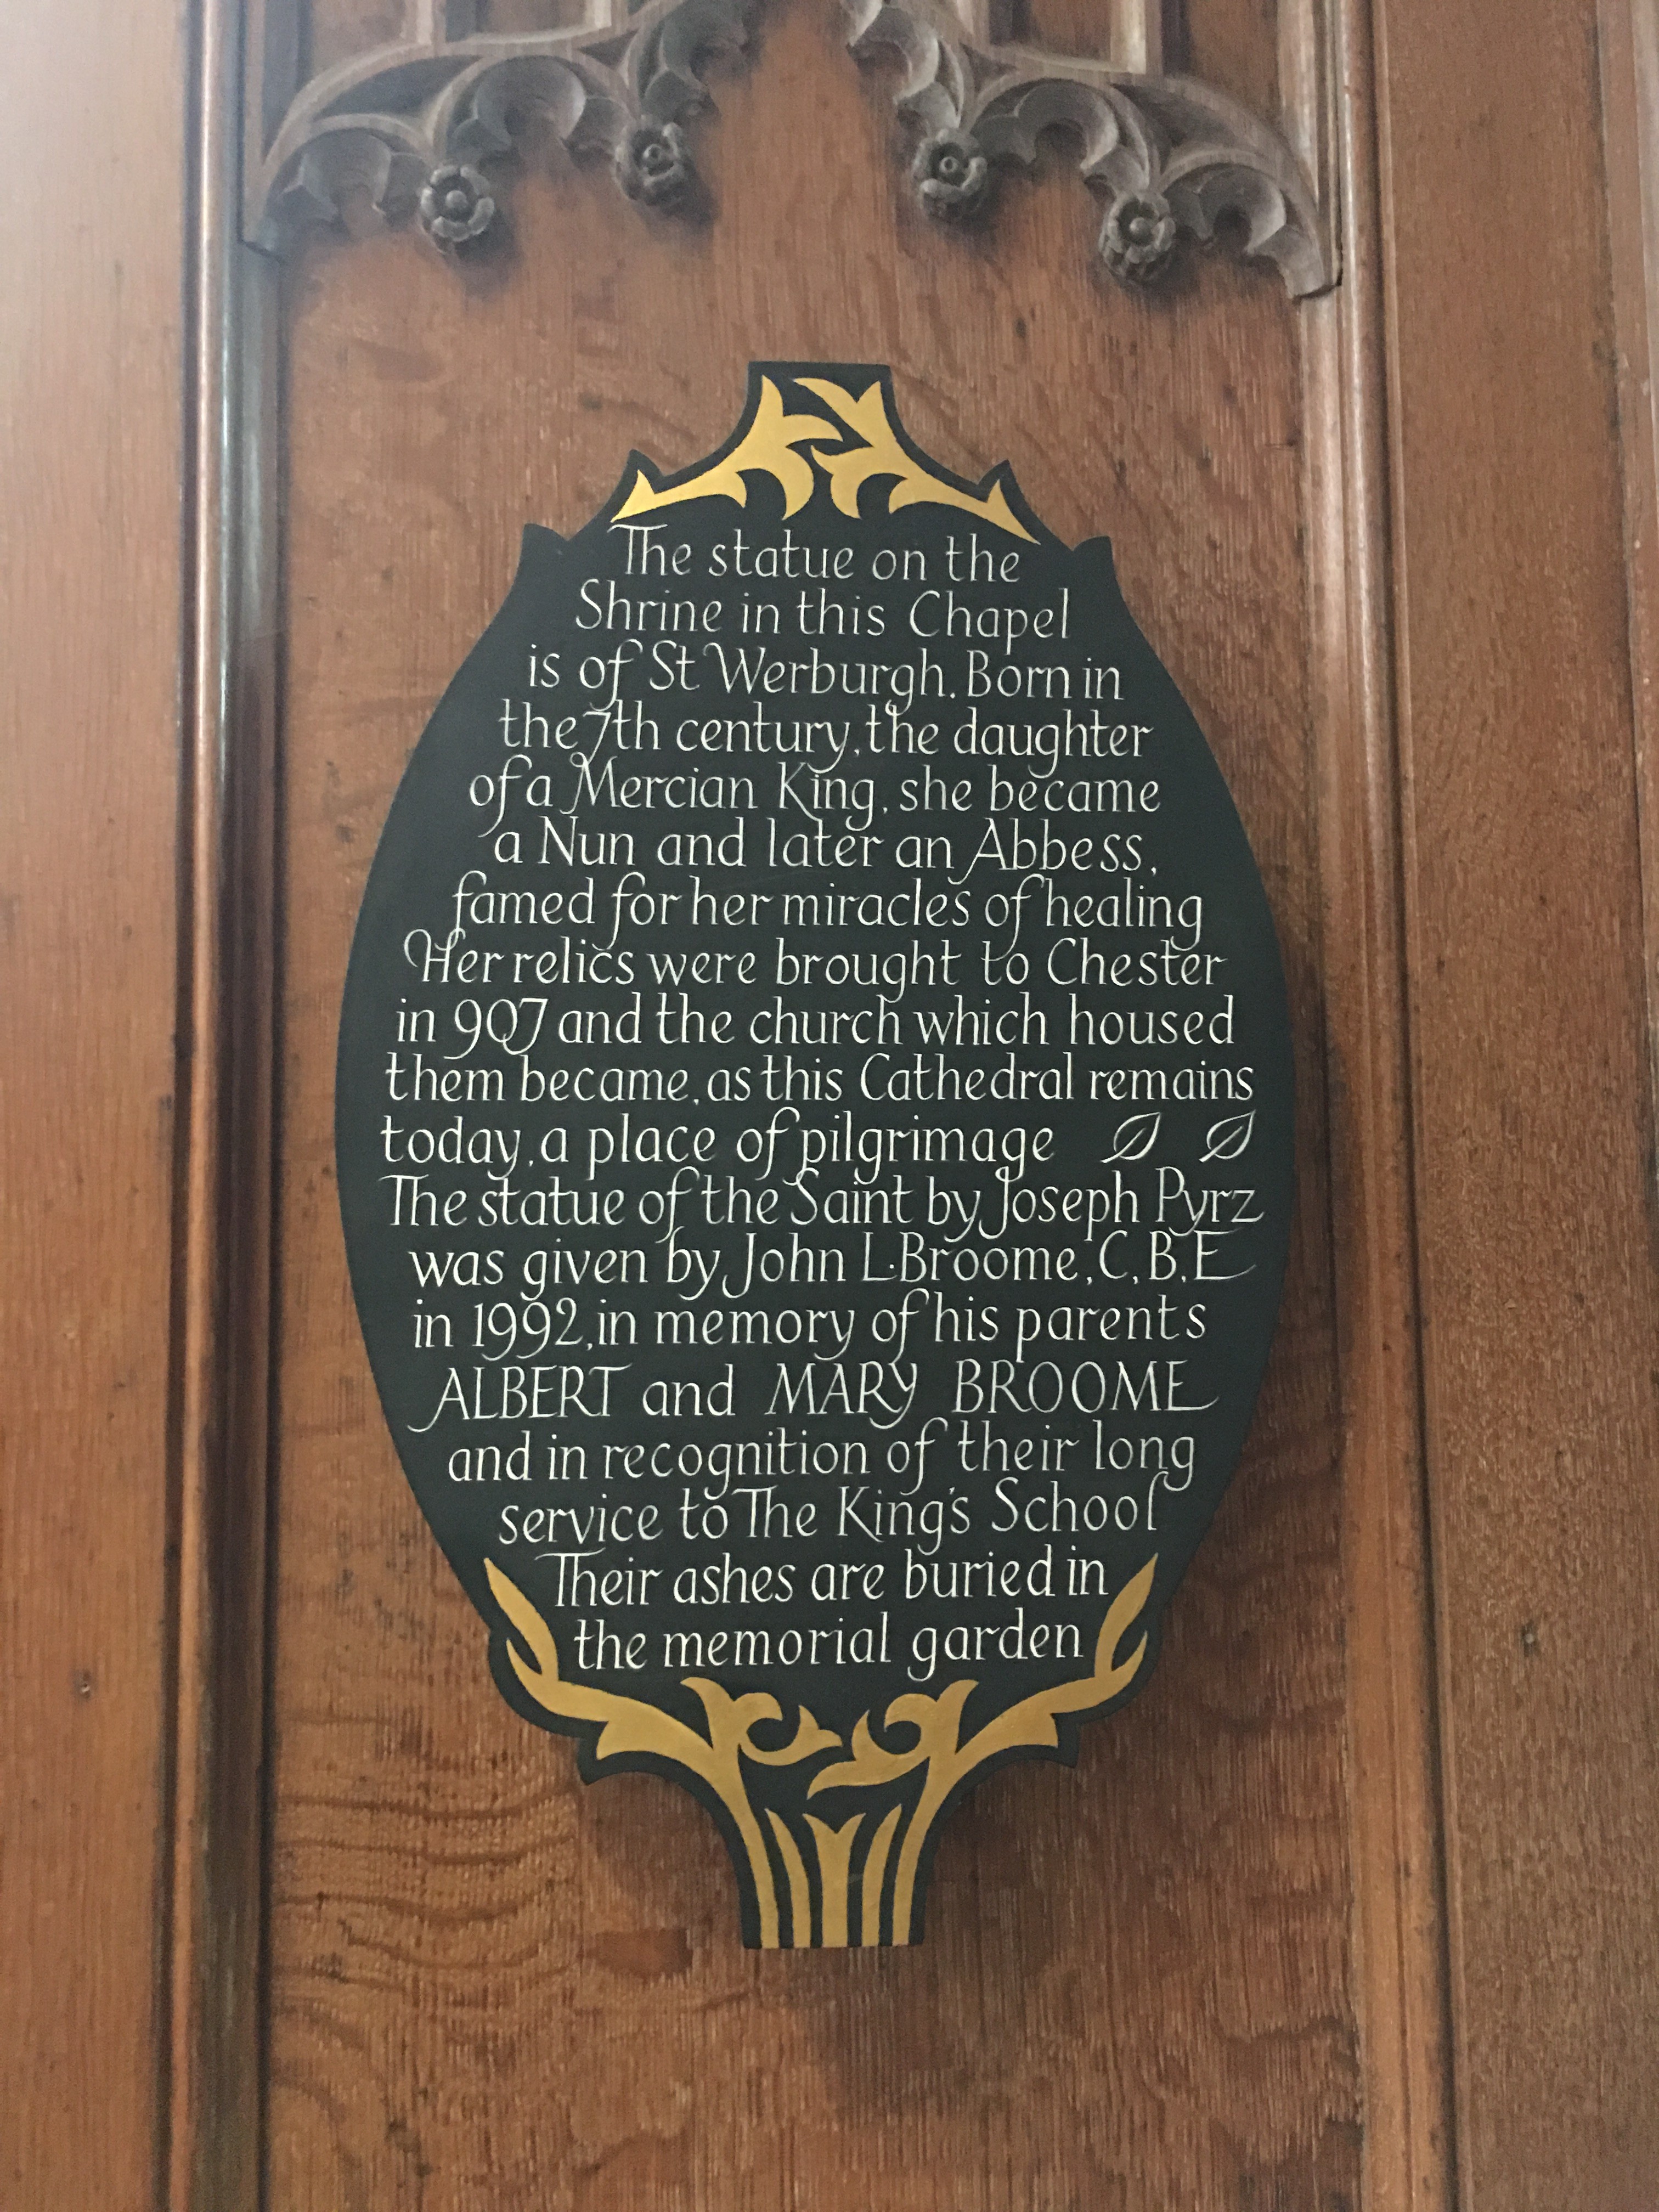 The statue on the
Shrine in this Chapel
is of St Werburgh. Born in
the 7th century, the daughter
of a Mercian King, she became
a Nun and later an Abbess,
famed for her miracles of healing
Her relics were brought to Chester
in 907 and the church which housed
them became, as this Cathedral remains
today, a place of pilgrimage
The statue of the Saint by Joseph Pyrz
was given by John L·Broome, C, B, E
in 1992, in memory of his parents
ALBERT and MARY BROOME
and in recognition of their long
service to The King's School
Their ashes are buried in
the memorial garden